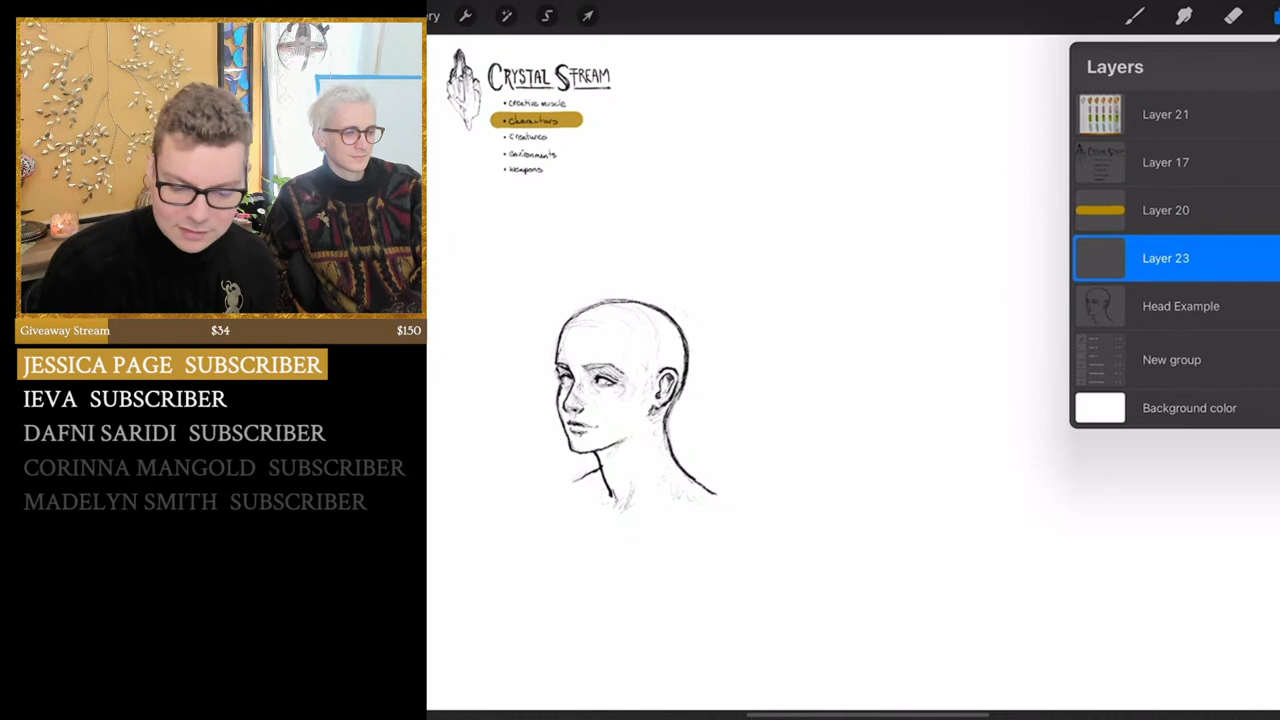 Giveaway Stream $34 $150
JESSICA PAGE SUBSCRIBER
IEVA SUBSCRIBER
DAFNI SARIDI SUBSCRIBER
CORINNA MANGOLD SUBSCRIBER
MADELYN SMITH SUBSCRIBER
ry
CRYSTAL STREAM
• creative muscle
• characters
• creatures
• environments
• weapons
Layers
Layer 21
Layer 17
Layer 20
Layer 23
Head Example
New group
Background color